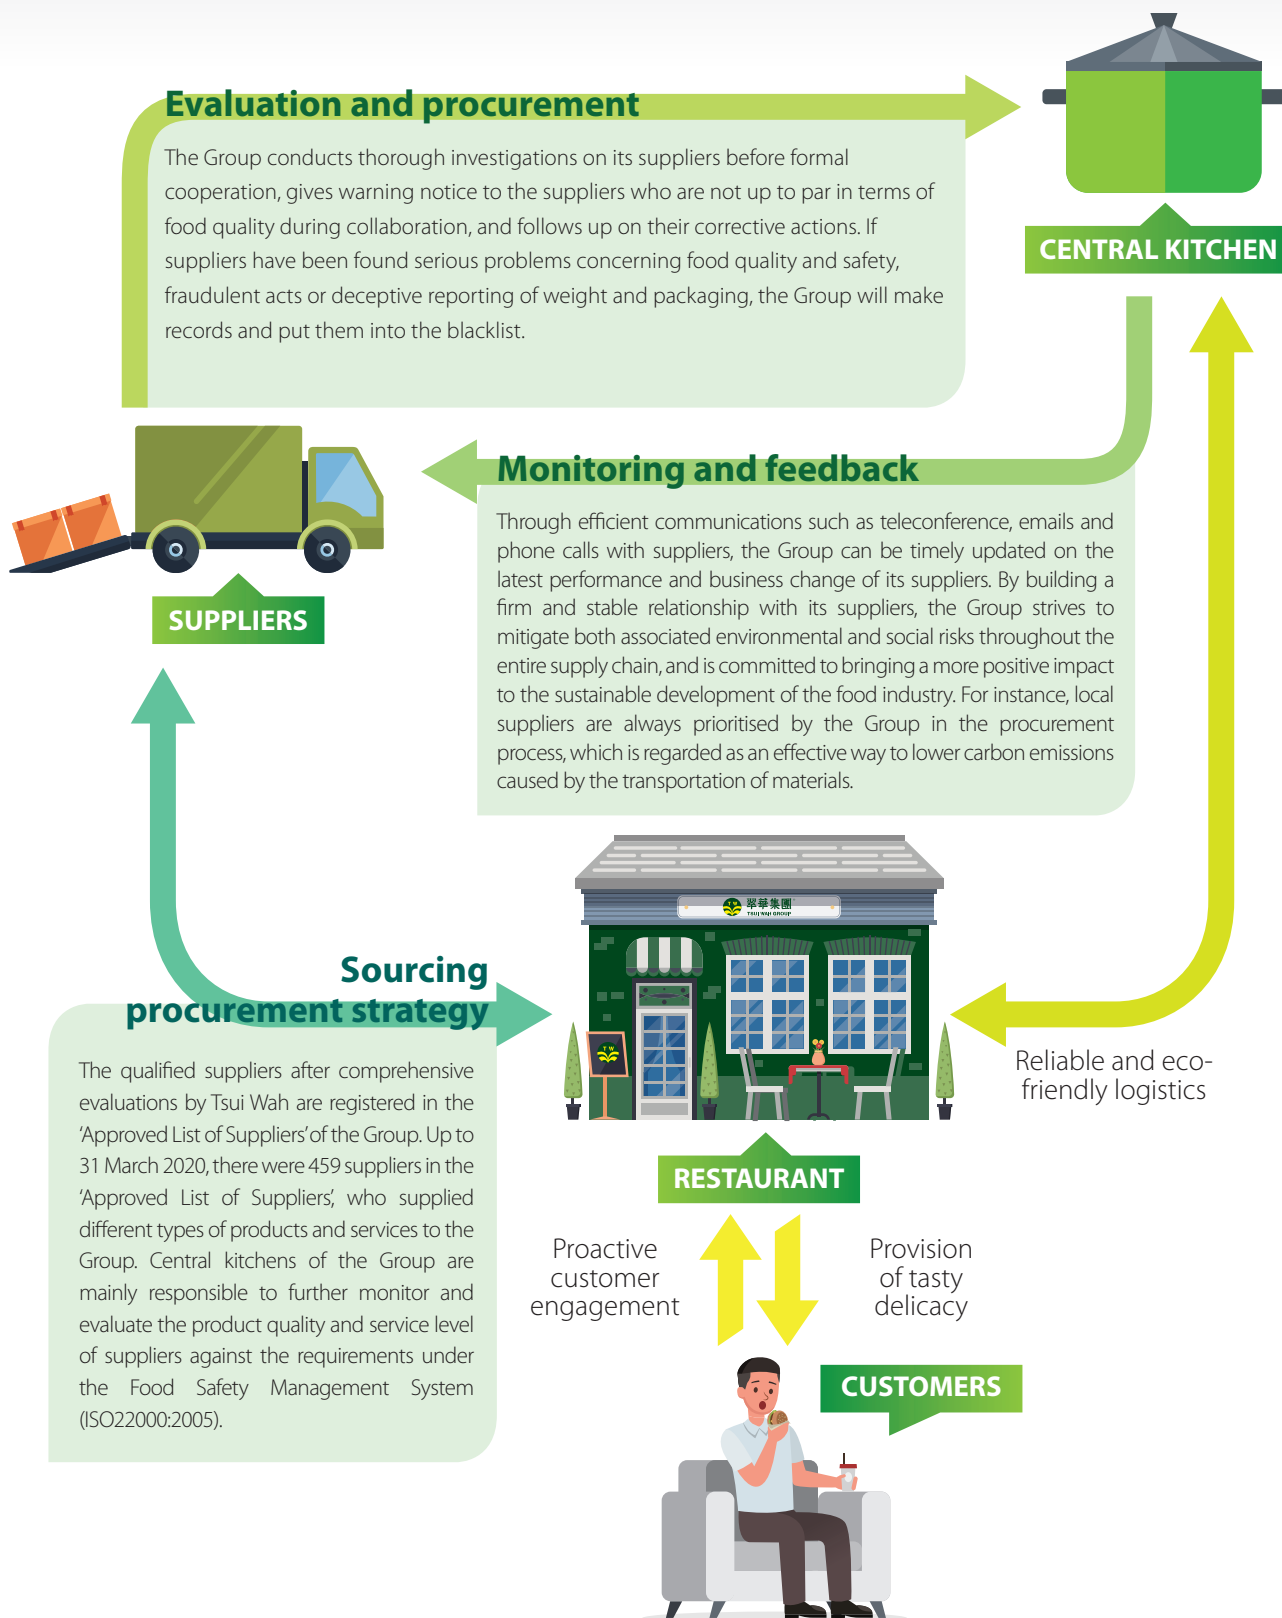 Evaluation and procurement
The Group conducts thorough investigations on its suppliers before formal
cooperation, gives warning notice to the suppliers who are not up to par in terms of
food quality during collaboration, and follows up on their corrective actions. If
suppliers have been found serious problems concerning food quality and safety,
fraudulent acts or deceptive reporting of weight and packaging, the Group will make
records and put them into the blacklist.
CENTRAL KITCHEN
Monitoring and feedback
Through efficient communications such as teleconference, emails and
phone calls with suppliers, the Group can be timely updated on the
latest performance and business change of its suppliers. By building a
firm and stable relationship with its suppliers, the Group strives to
mitigate both associated environmental and social risks throughout the
entire supply chain, and is committed to bringing a more positive impact
to the sustainable development of the food industry. For instance, local
suppliers are always prioritised by the Group in the procurement
process, which is regarded as an effective way to lower carbon emissions
caused by the transportation of materials.
SUPPLIERS
Sourcing
procurement strategy
The qualified suppliers after comprehensive
evaluations by Tsui Wah are registered in the
‘Approved List of Suppliers’ of the Group. Up to
31 March 2020, there were 459 suppliers in the
‘Approved List of Suppliers’, who supplied
different types of products and services to the
Group. Central kitchens of the Group are
mainly responsible to further monitor and
evaluate the product quality and service level
of suppliers against the requirements under
the Food Safety Management System
(ISO22000:2005).
T W
翠華集團
TSUI WAH GROUP
T W
Reliable and eco-
friendly logistics
RESTAURANT
Proactive
customer
engagement
Provision
of tasty
delicacy
CUSTOMERS